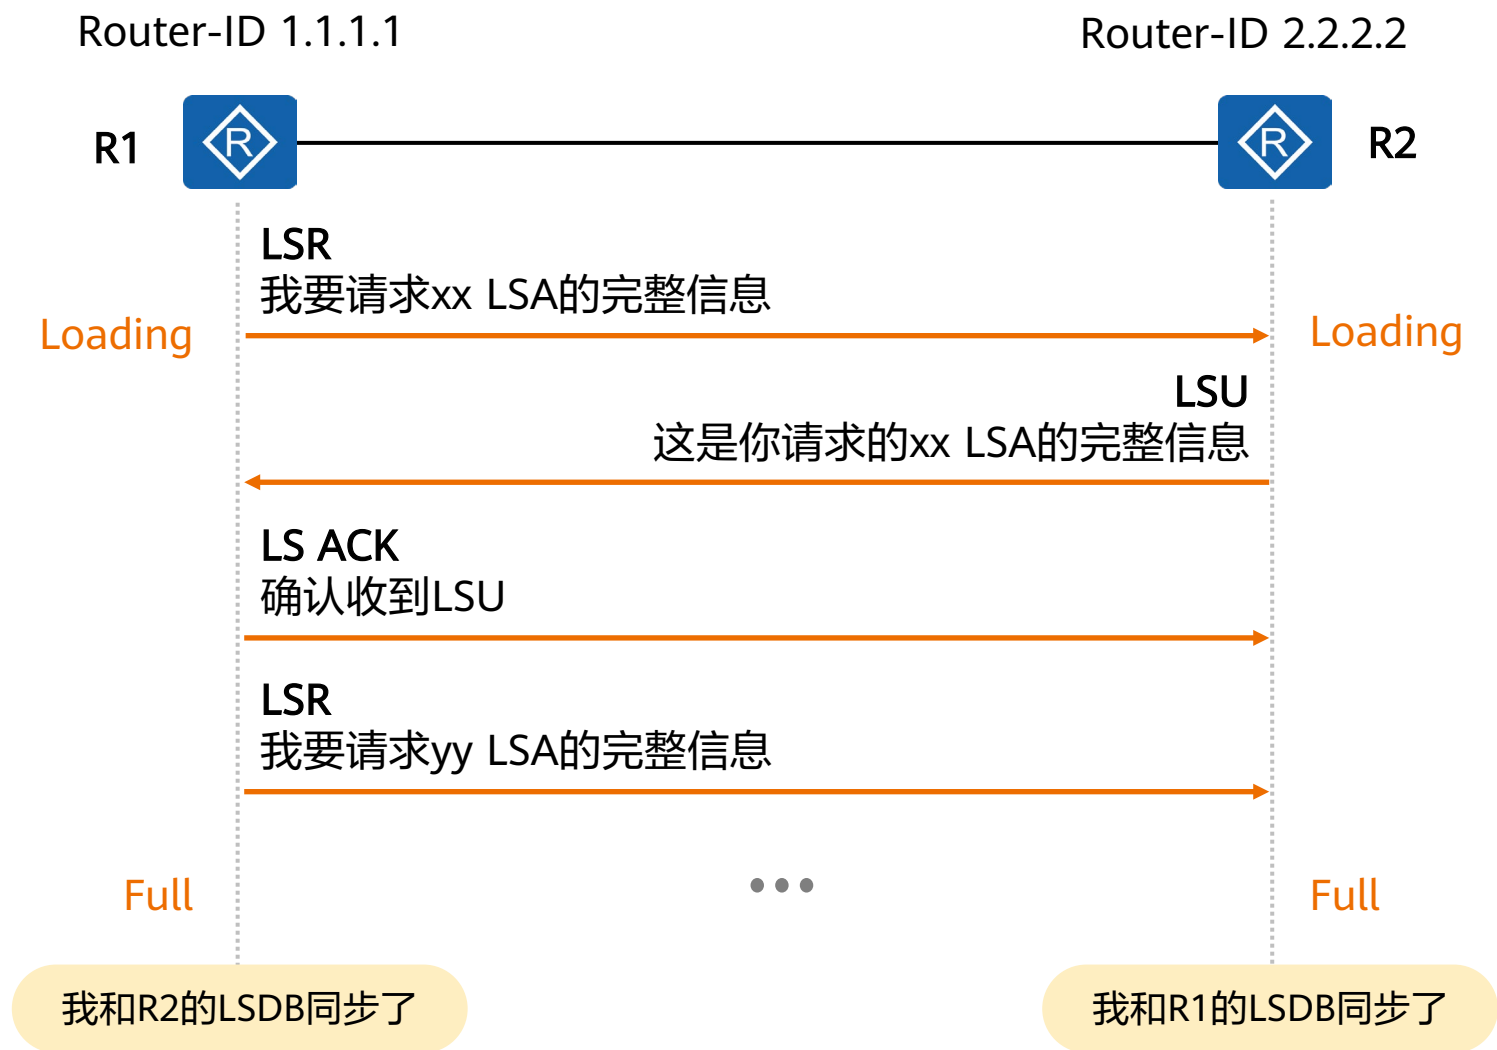 Router-ID 1.1.1.1
Router-ID 2.2.2.2
R1
R
R
R2
LSR
我要请求xx LSA的完整信息
Loading
Loading
LSU
这是你请求的xx LSA的完整信息
LS ACK
确认收到LSU
LSR
我要请求yy LSA的完整信息
Full
Full
我和R2的LSDB同步了
我和R1的LSDB同步了